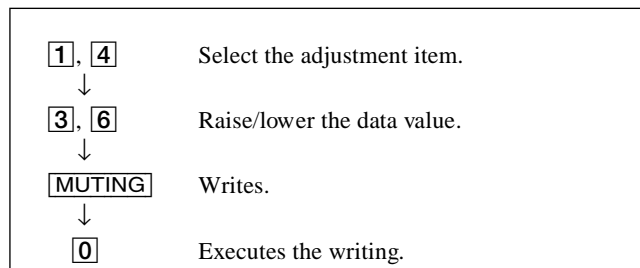 1, 4 Select the adjustment item.
↓
3, 6 Raise/lower the data value.
↓
MUTING Writes.
↓
0 Executes the writing.